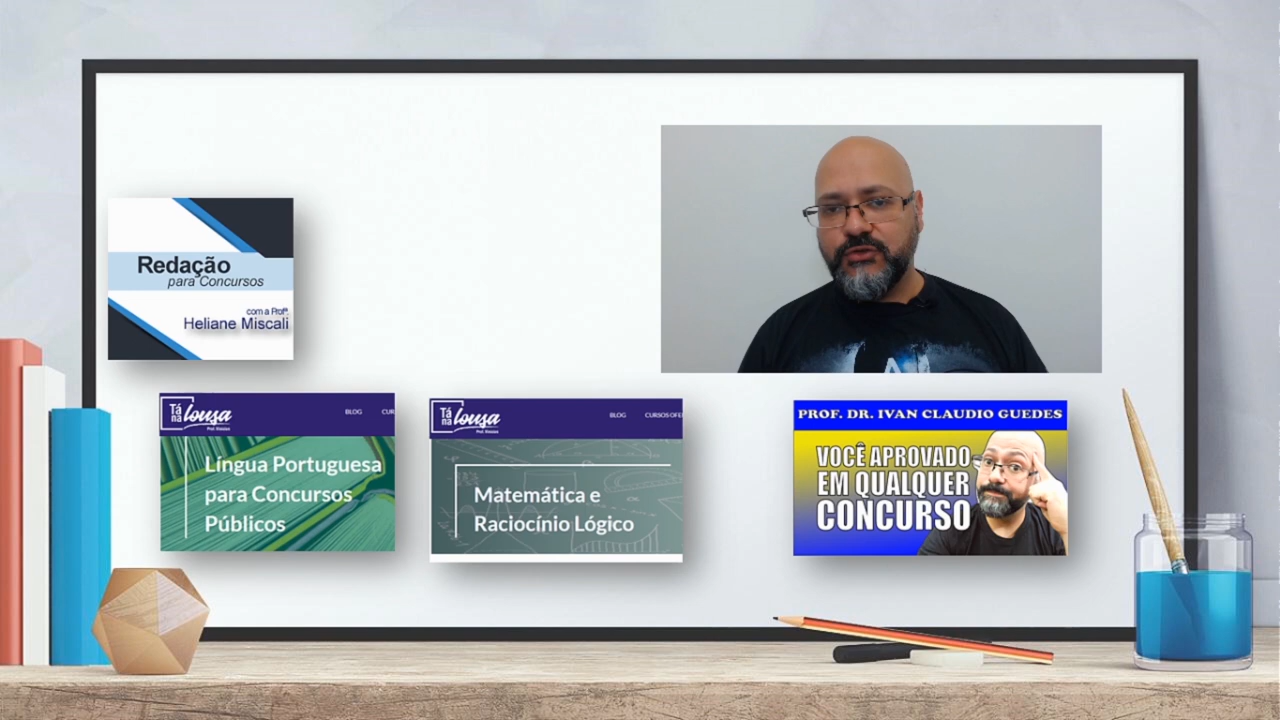 Redação
para Concursos
com a Profª.
Heliane Miscali
Tá
na lousa
BLOG
Língua Portuguesa
para Concursos
Públicos
Tá
na lousa
BLOG
Matemática e
Raciocínio Lógico
PROF. DR. IVAN CLAUDIO GUEDES
VOCÊ APROVADO
EM QUALQUER
CONCURSO